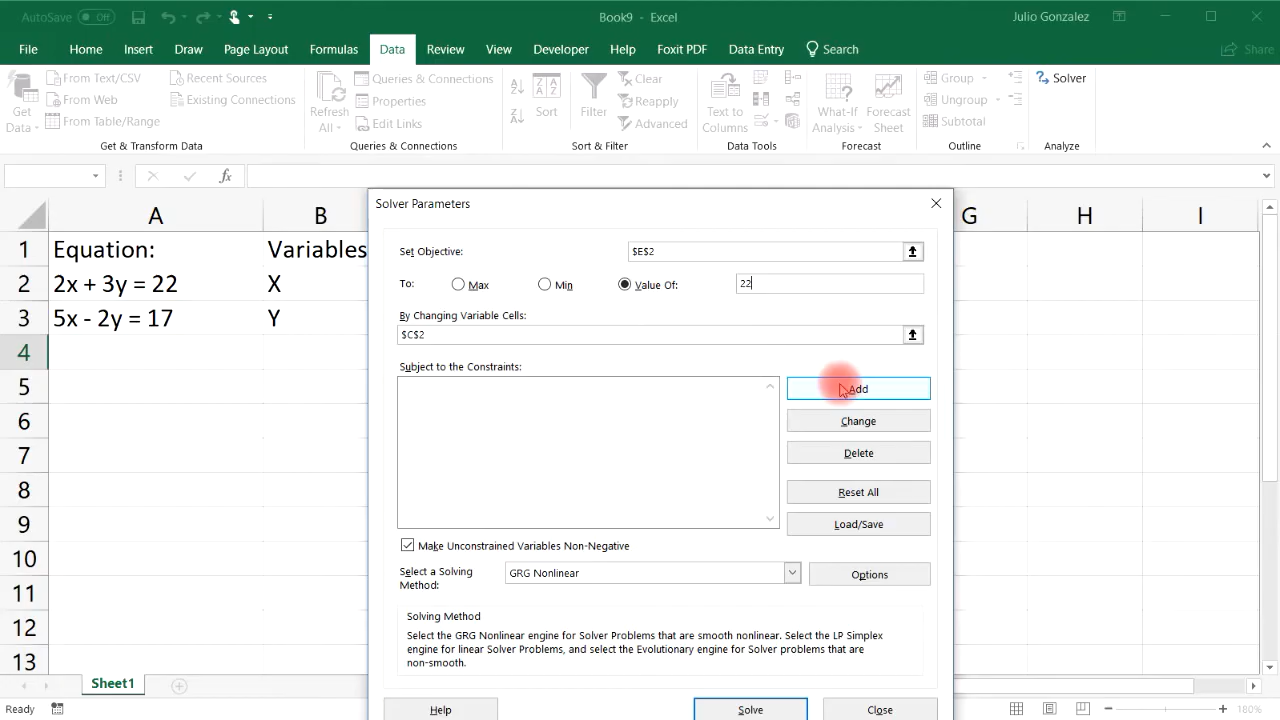 AutoSave Off
Book9 - Excel
Julio Gonzalez
File Home Insert Draw Page Layout Formulas Data Review View Developer Help Foxit PDF Data Entry Search Share
Get Data
From Text/CSV
From Web
From Table/Range
Recent Sources
Existing Connections
Get & Transform Data
Refresh All
Queries & Connections
Properties
Edit Links
Queries & Connections
Sort
Filter
Clear
Reapply
Advanced
Sort & Filter
Text to Columns
Data Tools
What-If Analysis
Forecast Sheet
Forecast
Group
Ungroup
Subtotal
Outline
Solver
Analyze
fx
A B G H I
1 Equation: Variables
2 2x + 3y = 22 X
3 5x - 2y = 17 Y
4
5
6
7
8
9
10
11
12
13
Solver Parameters
Set Objective: $E$2
To: Max Min Value Of: 22
By Changing Variable Cells:
$C$2
Subject to the Constraints:
Add
Change
Delete
Reset All
Load/Save
Make Unconstrained Variables Non-Negative
Select a Solving
Method:
GRG Nonlinear
Options
Solving Method
Select the GRG Nonlinear engine for Solver Problems that are smooth nonlinear. Select the LP Simplex
engine for linear Solver Problems, and select the Evolutionary engine for Solver problems that are
non-smooth.
Help Solve Close
Sheet1
Ready
180%